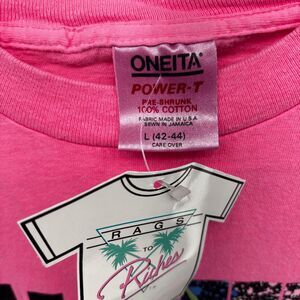 ONEITA®
POWER-T
PRE-SHRUNK
100% COTTON
FABRIC MADE IN U.S.A.
SEWN IN JAMAICA
L (42-44)
CARE OVER
RAGS
TO
Riches